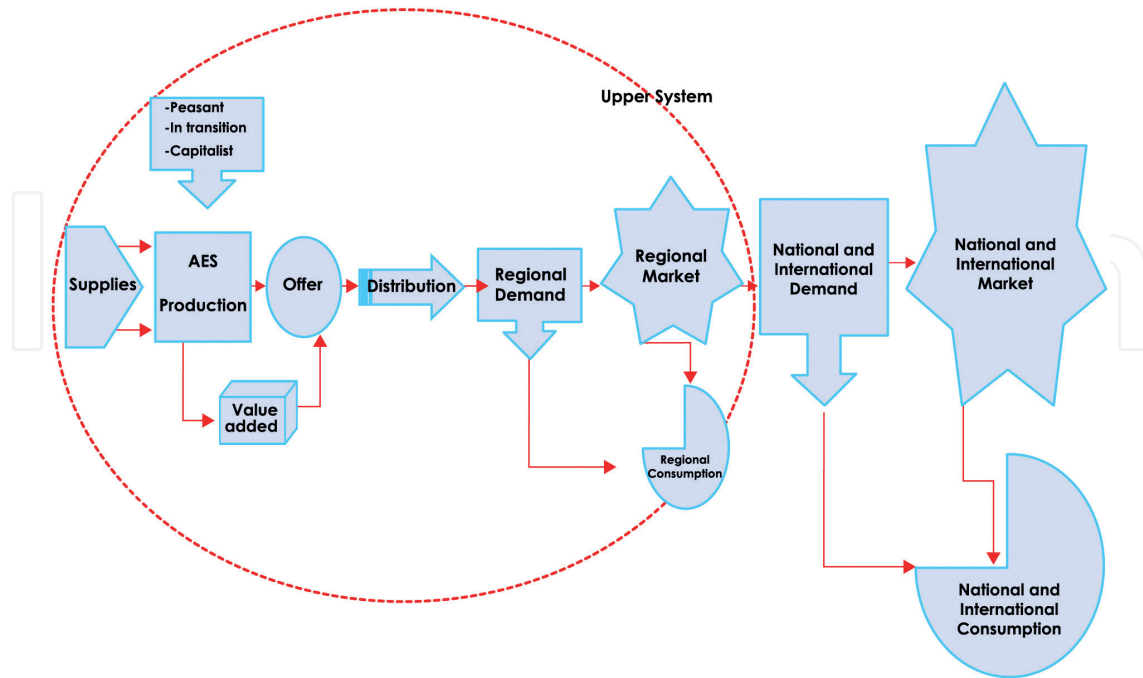 Upper System
-Peasant
-In transition
-Capitalist
Supplies
AES
Production
Offer
Distribution
Regional
Demand
Regional
Market
National and
International
Demand
National and
International
Market
Value
added
Regional
Consumption
National and
International
Consumption